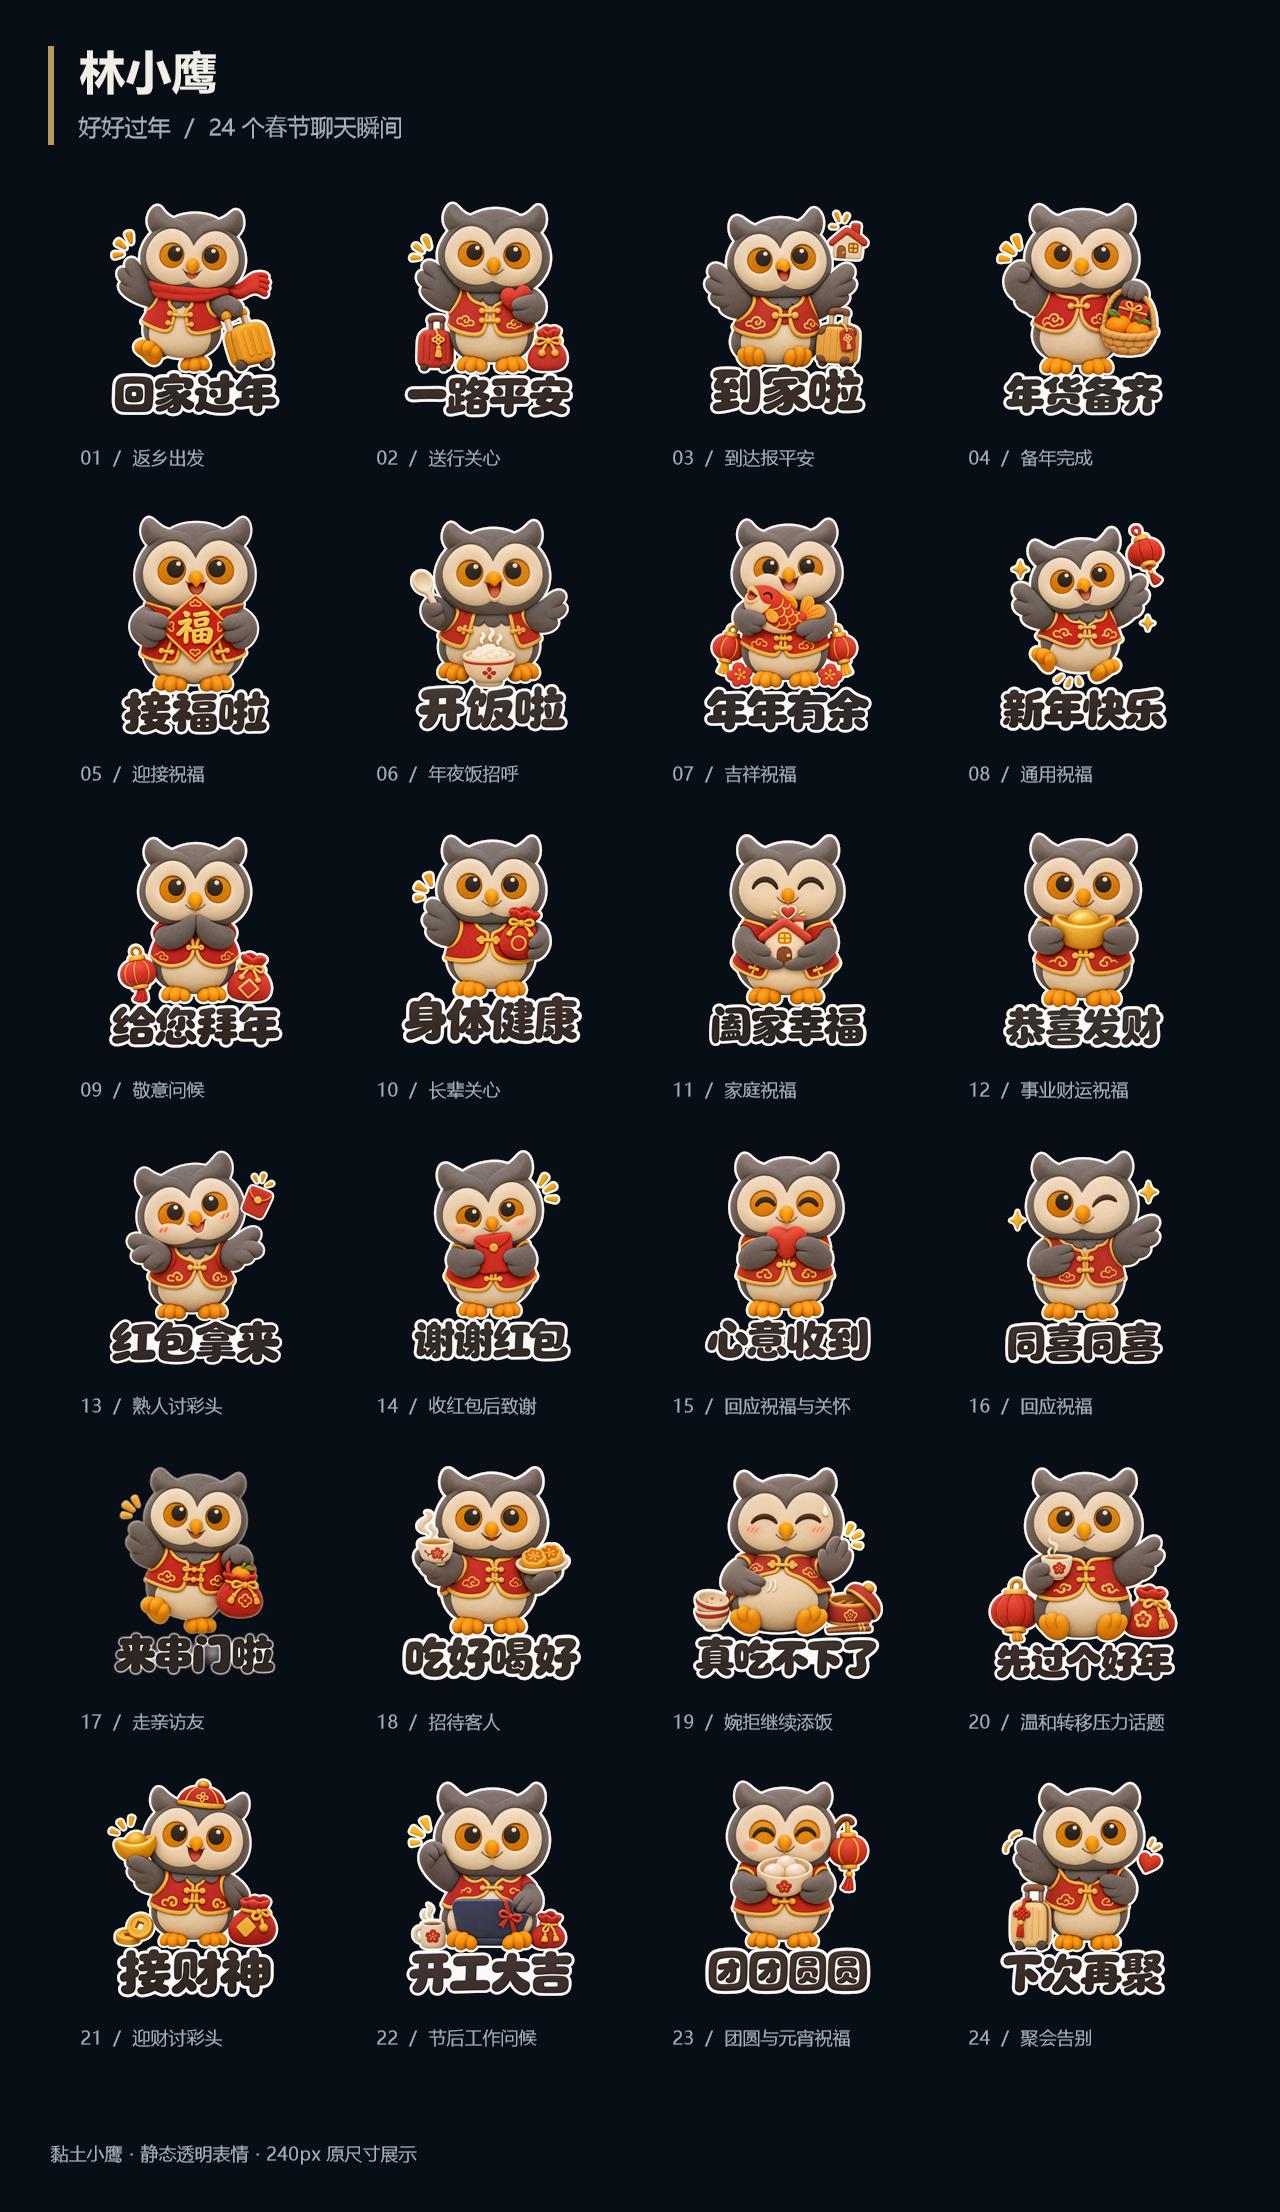 林小鹰
好好过年 / 24 个春节聊天瞬间
回家过年
一路平安
到家啦
年货备齐
01 / 返乡出发
02 / 送行关心
03 / 到达报平安
04 / 备年完成
福
接福啦
开饭啦
年年有余
新年快乐
05 / 迎接祝福
06 / 年夜饭招呼
07 / 吉祥祝福
08 / 通用祝福
给您拜年
身体健康
阖家幸福
恭喜发财
09 / 敬意问候
10 / 长辈关心
11 / 家庭祝福
12 / 事业财运祝福
红包拿来
谢谢红包
心意收到
同喜同喜
13 / 熟人讨彩头
14 / 收红包后致谢
15 / 回应祝福与关怀
16 / 回应祝福
来串门啦
吃好喝好
真吃不下了
先过个好年
17 / 走亲访友
18 / 招待客人
19 / 婉拒继续添饭
20 / 温和转移压力话题
接财神
开工大吉
团团圆圆
下次再聚
21 / 迎财讨彩头
22 / 节后工作问候
23 / 团圆与元宵祝福
24 / 聚会告别
黏土小鹰 · 静态透明表情 · 240px 原尺寸展示